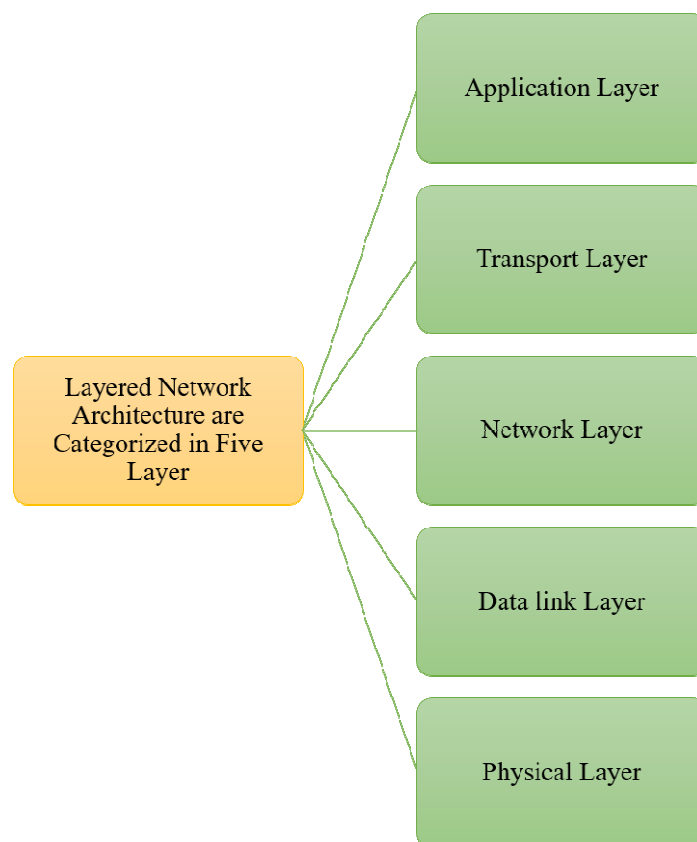 Application Layer
Transport Layer
Layered Network
Architecture are
Categorized in Five
Layer
Network Layer
Data link Layer
Physical Layer